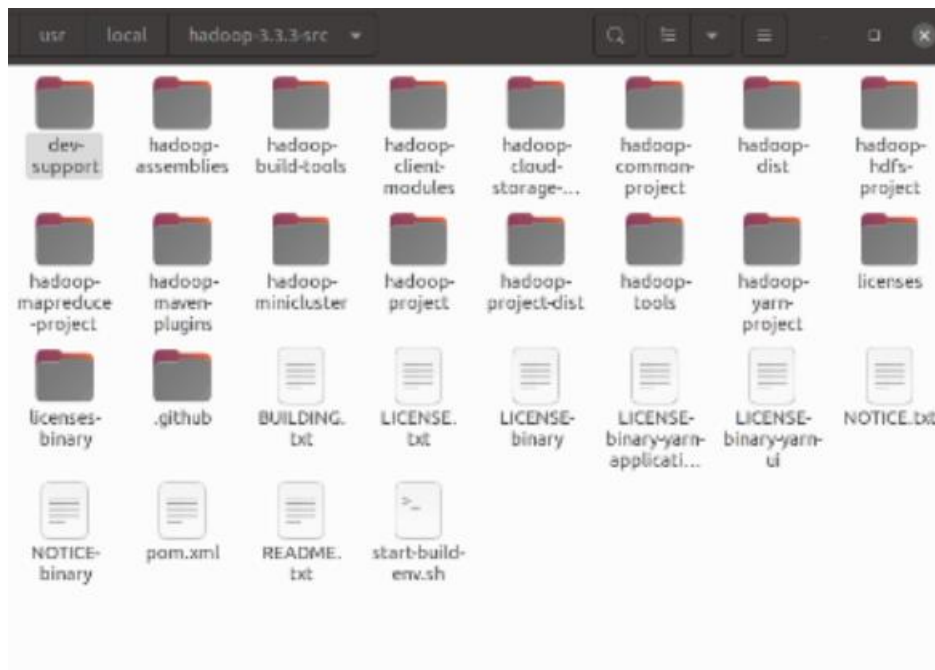 usr local hadoop-3.3.3-src
dev-
support
hadoop-
assemblies
hadoop-
build-tools
hadoop-
client-
modules
hadoop-
cloud-
storage-...
hadoop-
common-
project
hadoop-
dist
hadoop-
hdfs-
project
hadoop-
mapreduce
-project
hadoop-
maven-
plugins
hadoop-
minicluster
hadoop-
project
hadoop-
project-dist
hadoop-
tools
hadoop-
yarn-
project
licenses
licenses-
binary
.github
BUILDING.
txt
LICENSE.
txt
LICENSE-
binary
LICENSE-
binary-yarn-
applicati...
LICENSE-
binary-yarn-
ui
NOTICE.txt
NOTICE-
binary
pom.xml
README.
txt
start-build-
env.sh